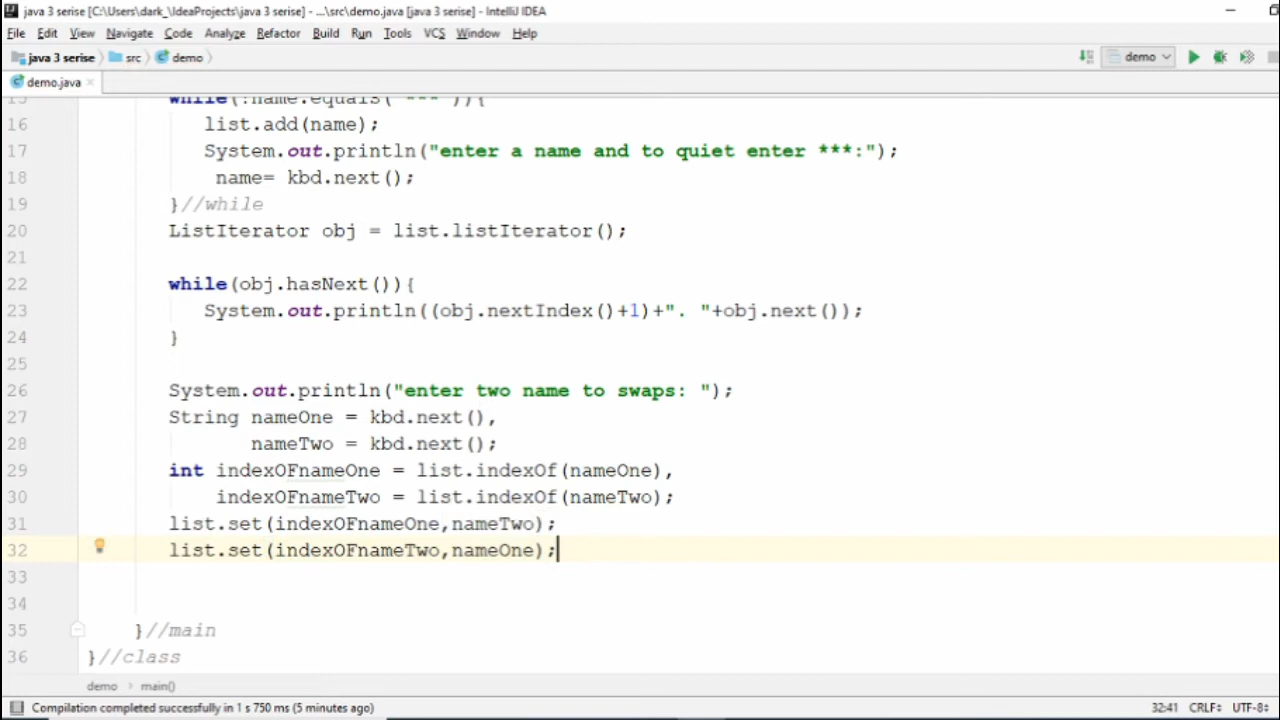 java 3 serise [C:\Users\dark_\IdeaProjects\java 3 serise] - ...\src\demo.java [java 3 serise] - IntelliJ IDEA
File Edit View Navigate Code Analyze Refactor Build Run Tools VCS Window Help
java 3 serise src demo demo
demo.java
15 while(!name.equals("***")){
16 list.add(name);
17 System.out.println("enter a name and to quiet enter ***:");
18 name= kbd.next();
19 }//while
20 ListIterator obj = list.listIterator();
21
22 while(obj.hasNext()){
23 System.out.println((obj.nextIndex()+1)+". "+obj.next());
24 }
25
26 System.out.println("enter two name to swaps: ");
27 String nameOne = kbd.next(),
28 nameTwo = kbd.next();
29 int indexOFnameOne = list.indexOf(nameOne),
30 indexOFnameTwo = list.indexOf(nameTwo);
31 list.set(indexOFnameOne,nameTwo);
32 list.set(indexOFnameTwo,nameOne);
33
34
35 }//main
36 }//class
demo main()
Compilation completed successfully in 1 s 750 ms (5 minutes ago) 32:41 CRLF UTF-8